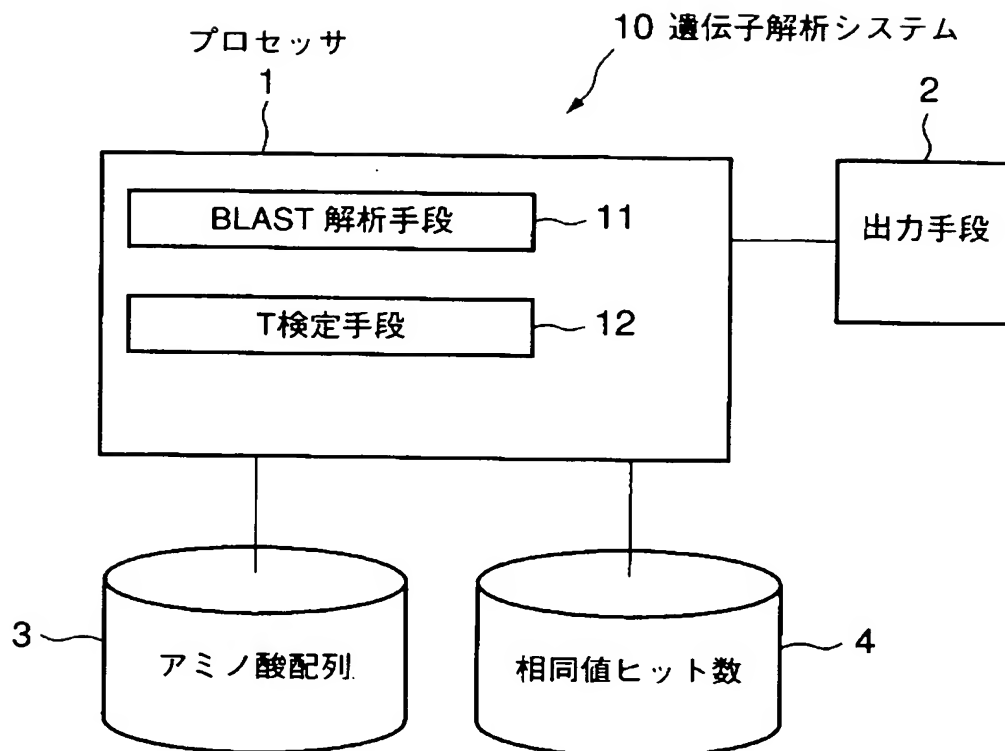 10 遺伝子解析システム
プロセッサ
1
2
BLAST 解析手段
11
出力手段
T検定手段
12
3
アミノ酸配列
相同値ヒット数
4